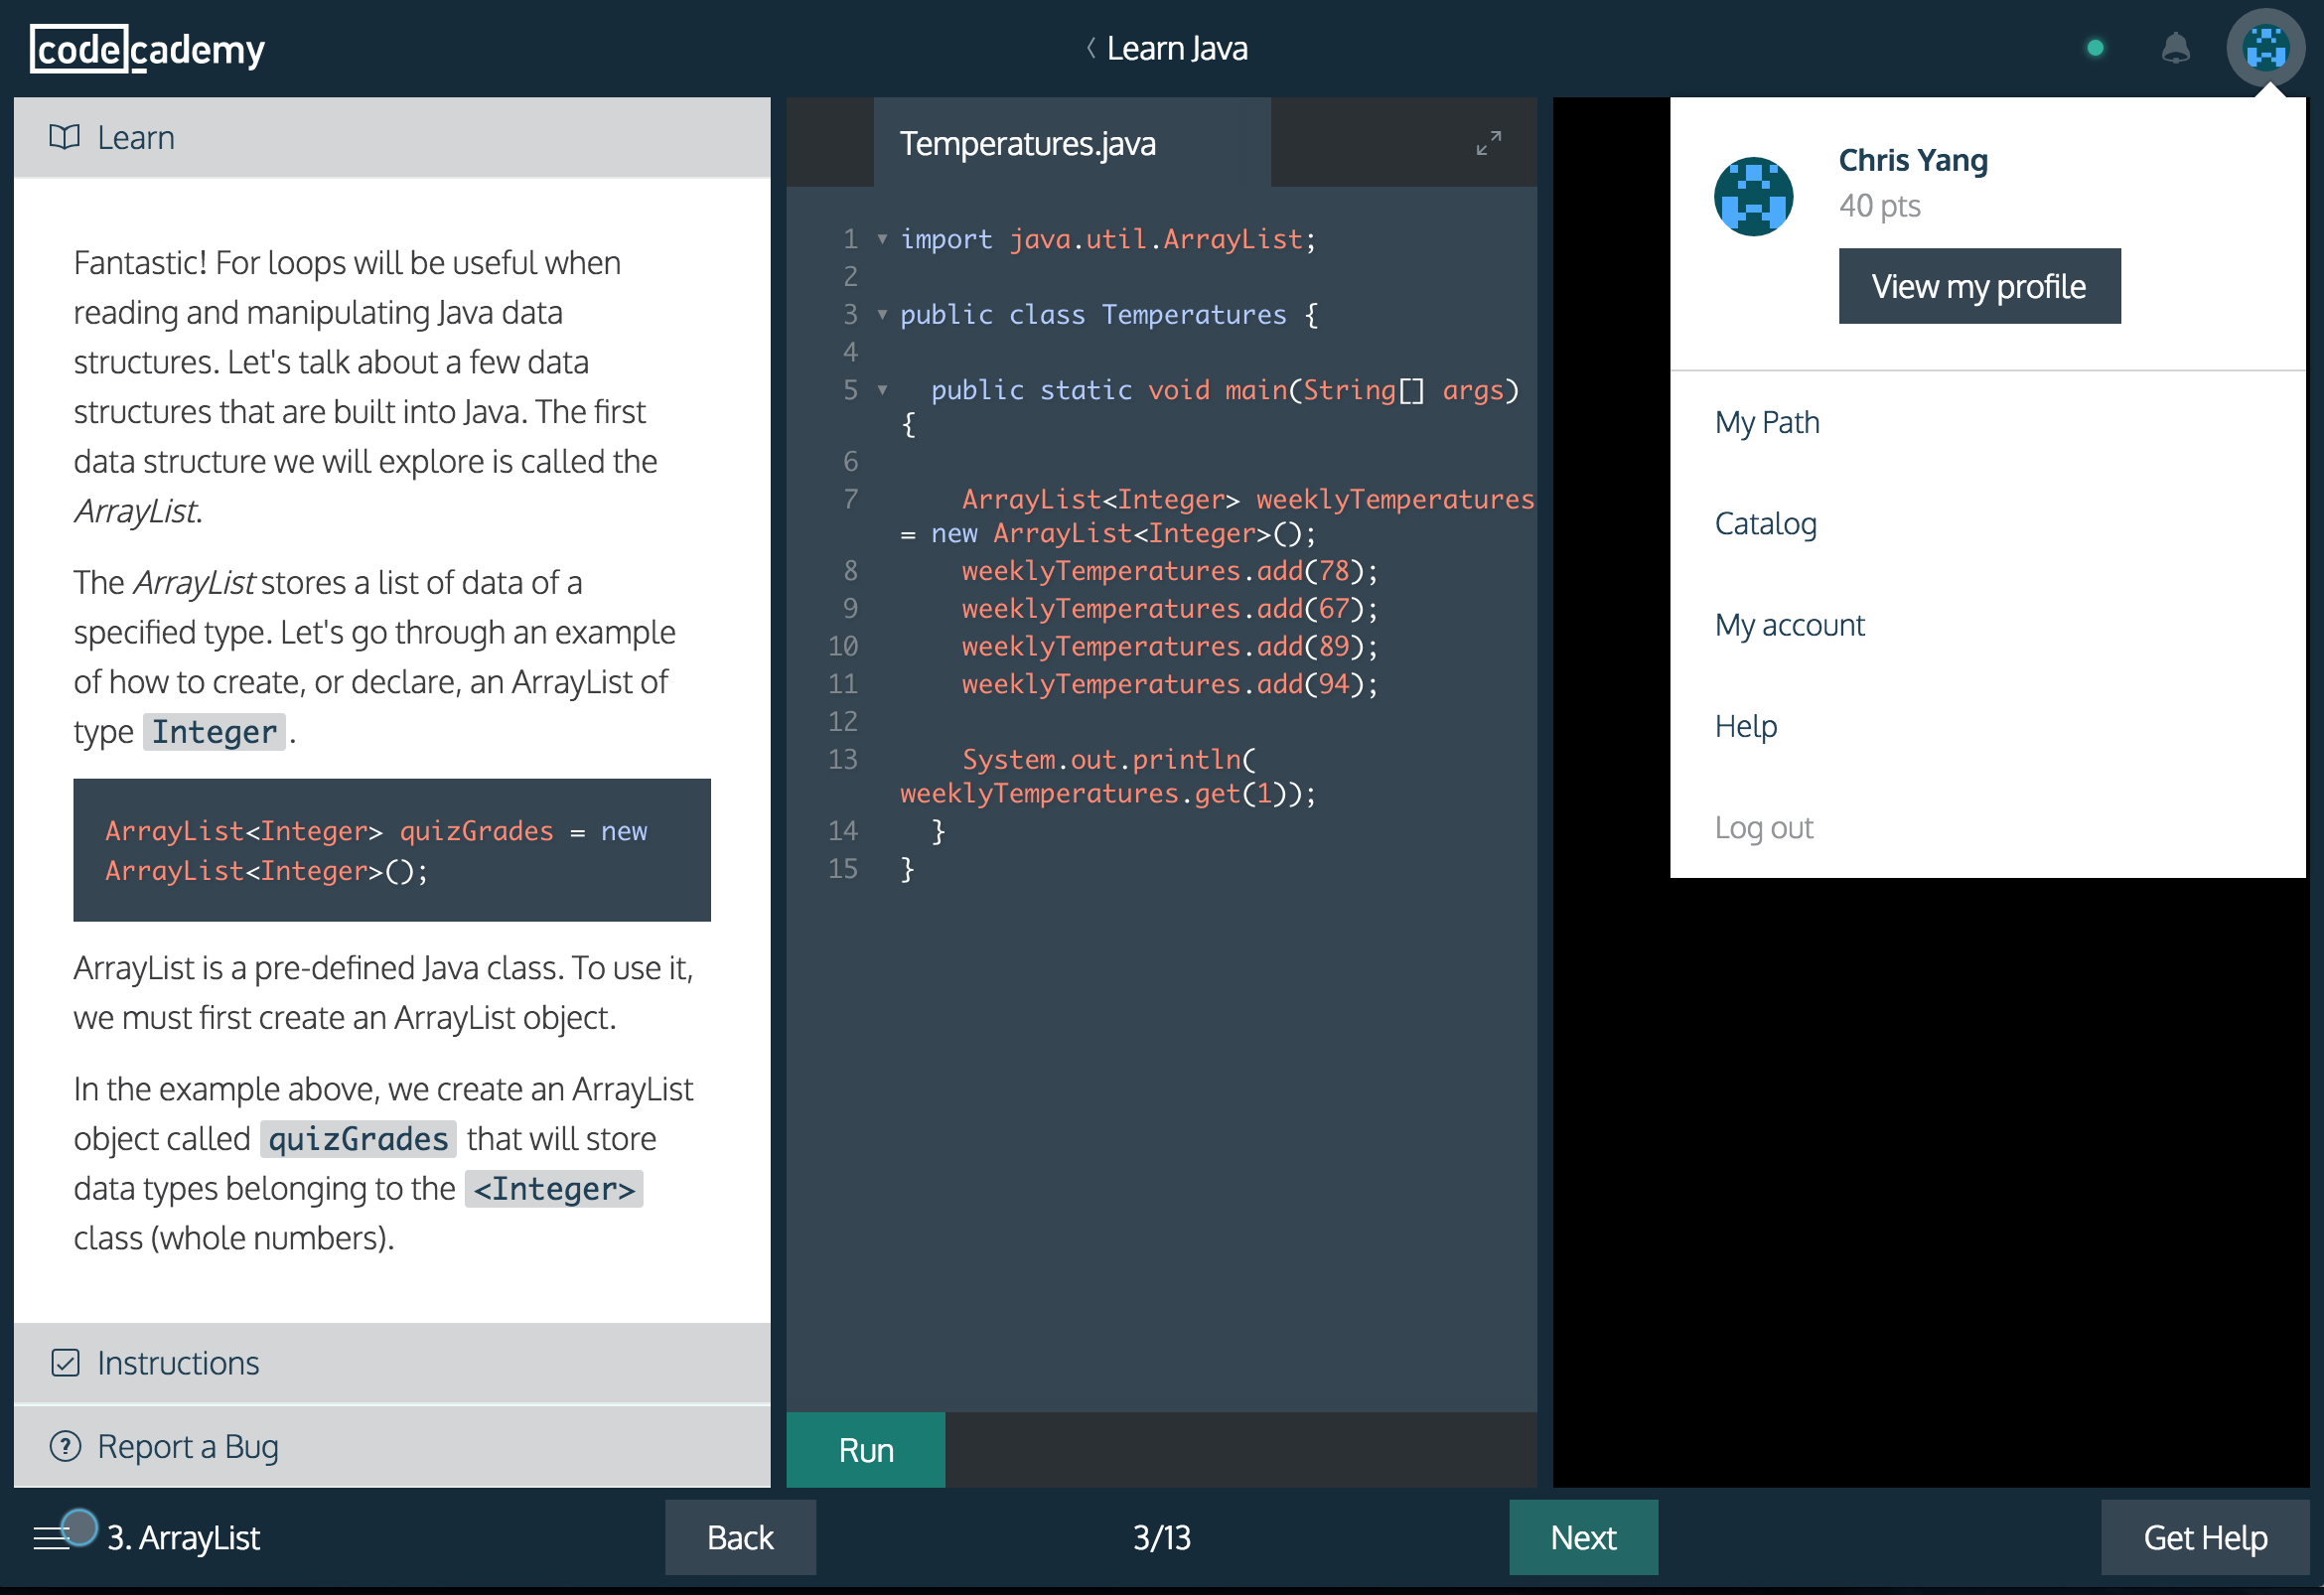 codecademy
Learn Java
Learn
Fantastic! For loops will be useful when
reading and manipulating Java data
structures. Let's talk about a few data
structures that are built into Java. The first
data structure we will explore is called the
ArrayList.
The ArrayList stores a list of data of a
specified type. Let's go through an example
of how to create, or declare, an ArrayList of
type Integer.
ArrayList<Integer> quizGrades = new
ArrayList<Integer>();
ArrayList is a pre-defined Java class. To use it,
we must first create an ArrayList object.
In the example above, we create an ArrayList
object called quizGrades that will store
data types belonging to the <Integer>
class (whole numbers).
Instructions
? Report a Bug
Temperatures.java
1 import java.util.ArrayList;
2
3 public class Temperatures {
4
5 public static void main(String[] args)
{
6
7 ArrayList<Integer> weeklyTemperatures
= new ArrayList<Integer>();
8 weeklyTemperatures.add(78);
9 weeklyTemperatures.add(67);
10 weeklyTemperatures.add(89);
11 weeklyTemperatures.add(94);
12
13 System.out.println(
weeklyTemperatures.get(1));
14 }
15 }
Run
Chris Yang
40 pts
View my profile
My Path
Catalog
My account
Help
Log out
3. ArrayList
Back
3/13
Next
Get Help